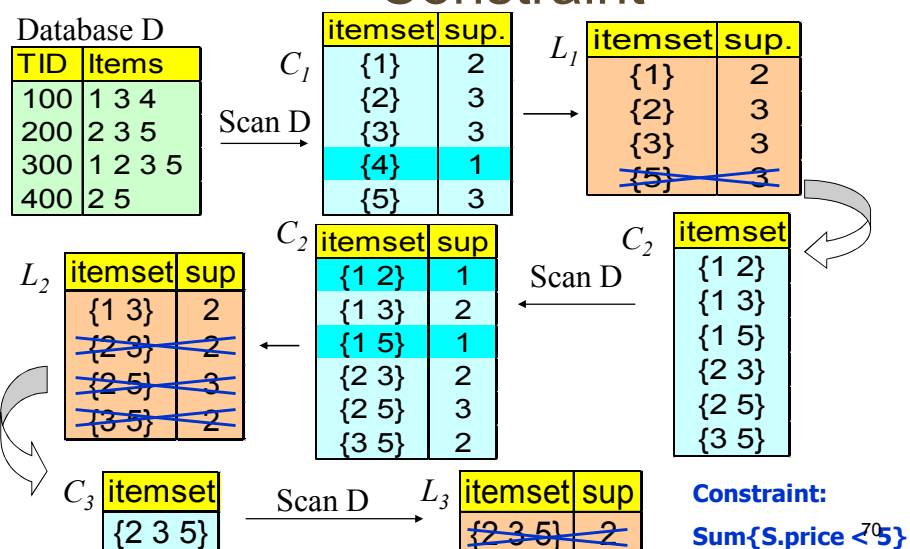 Constraint
Database D
TID Items
100 1 3 4
200 2 3 5
300 1 2 3 5
400 2 5
Scan D
C1
itemset sup.
{1} 2
{2} 3
{3} 3
{4} 1
{5} 3
L1
itemset sup.
{1} 2
{2} 3
{3} 3
{5} 3
C2
itemset
{1 2}
{1 3}
{1 5}
{2 3}
{2 5}
{3 5}
Scan D
C2
itemset sup
{1 2} 1
{1 3} 2
{1 5} 1
{2 3} 2
{2 5} 3
{3 5} 2
L2
itemset sup
{1 3} 2
{2 3} 2
{2 5} 3
{3 5} 2
C3
itemset
{2 3 5}
Scan D
L3
itemset sup
{2 3 5} 2
Constraint:
Sum{S.price < 5}
70